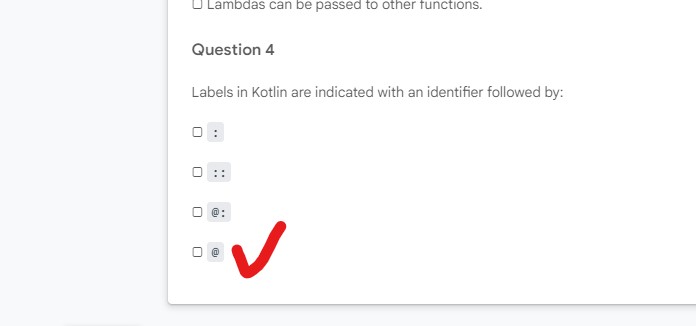 Lambdas can be passed to other functions.
Question 4
Labels in Kotlin are indicated with an identifier followed by:
:
::
@:
@